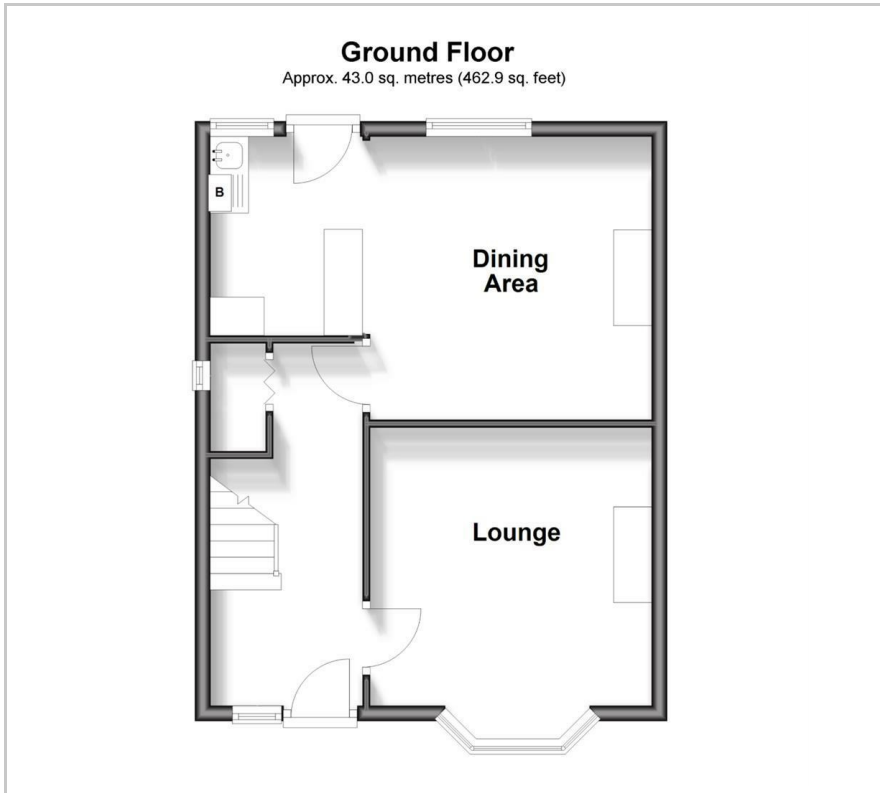 Ground Floor
Approx. 43.0 sq. metres (462.9 sq. feet)
B
Dining
Area
Lounge